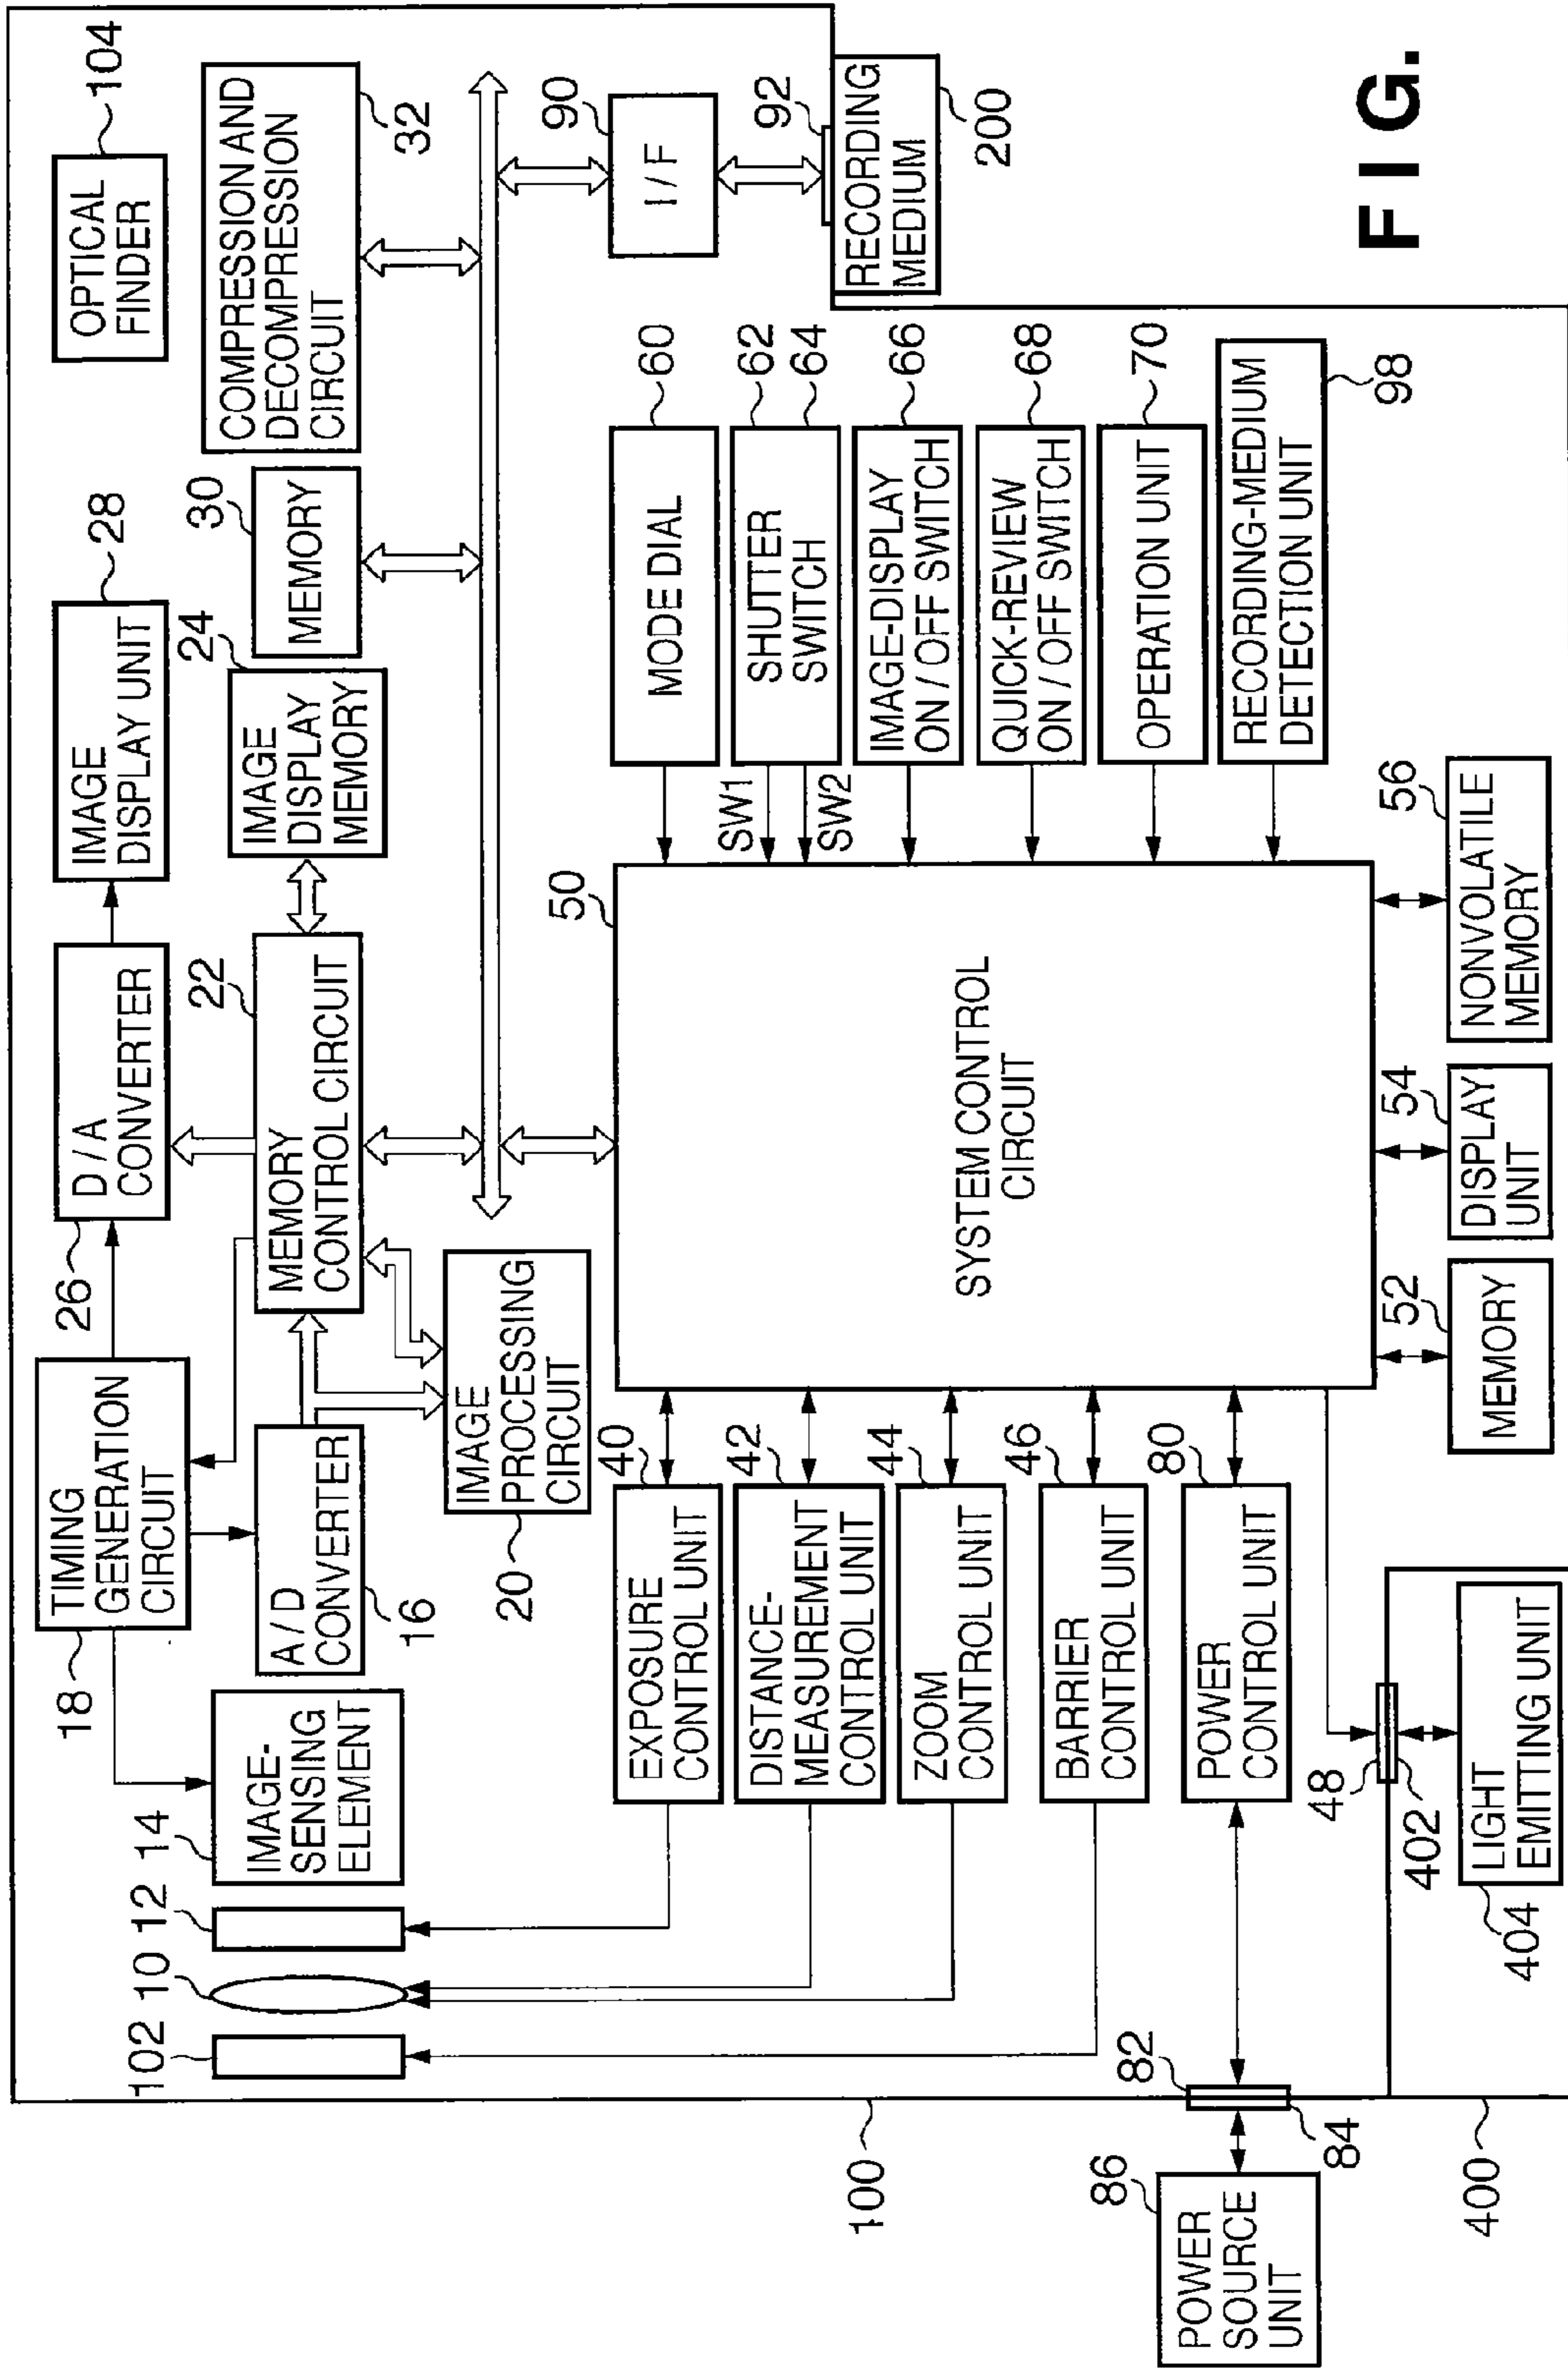 102
10
12
14
IMAGE-
SENSING
ELEMENT
18
TIMING
GENERATION
CIRCUIT
A/D
CONVERTER
16
26
D/A
CONVERTER
IMAGE
DISPLAY UNIT
28
OPTICAL
FINDER
104
MEMORY
CONTROL CIRCUIT
22
IMAGE
DISPLAY
MEMORY
24
MEMORY
30
COMPRESSION AND
DECOMPRESSION
CIRCUIT
32
IMAGE
PROCESSING
CIRCUIT
20
I/F
90
92
RECORDING
MEDIUM
200
EXPOSURE
CONTROL UNIT
40
DISTANCE-
MEASUREMENT
CONTROL UNIT
42
ZOOM
CONTROL UNIT
44
BARRIER
CONTROL UNIT
46
POWER
CONTROL UNIT
80
SYSTEM CONTROL
CIRCUIT
50
MODE DIAL
60
SW1
SW2
SHUTTER
SWITCH
62
64
IMAGE-DISPLAY
ON / OFF SWITCH
66
QUICK-REVIEW
ON / OFF SWITCH
68
OPERATION UNIT
70
RECORDING-MEDIUM
DETECTION UNIT
98
100
82
84
86
POWER
SOURCE
UNIT
400
48
402
LIGHT
EMITTING UNIT
404
MEMORY
52
DISPLAY
UNIT
54
NONVOLATILE
MEMORY
56
FIG.